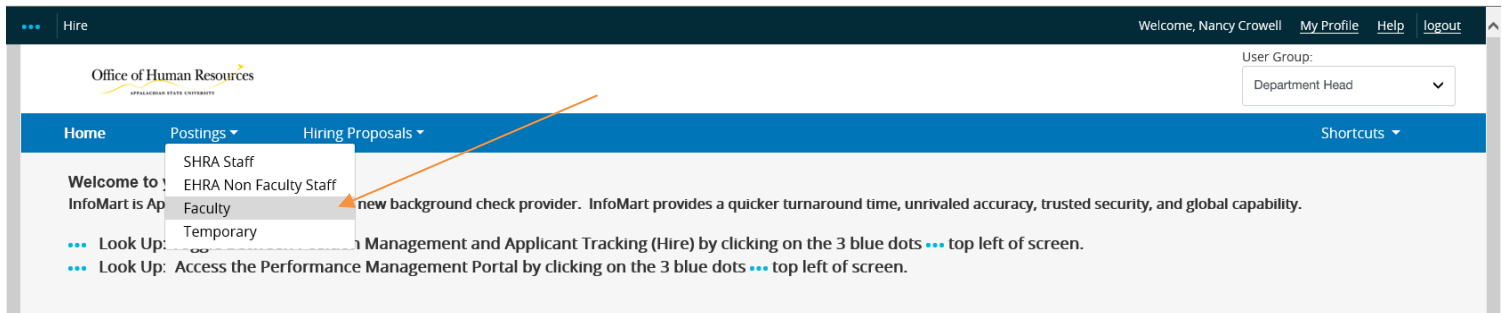 Hire
Welcome, Nancy Crowell My Profile Help logout
Office of Human Resources
APPALACHIAN STATE UNIVERSITY
User Group:
Department Head
Home Postings Hiring Proposals Shortcuts
SHRA Staff
EHRA Non Faculty Staff
Faculty
Temporary
Welcome to y
InfoMart is Ap new background check provider. InfoMart provides a quicker turnaround time, unrivaled accuracy, trusted security, and global capability.
••• Look Up: Management and Applicant Tracking (Hire) by clicking on the 3 blue dots ••• top left of screen.
••• Look Up: Access the Performance Management Portal by clicking on the 3 blue dots ••• top left of screen.